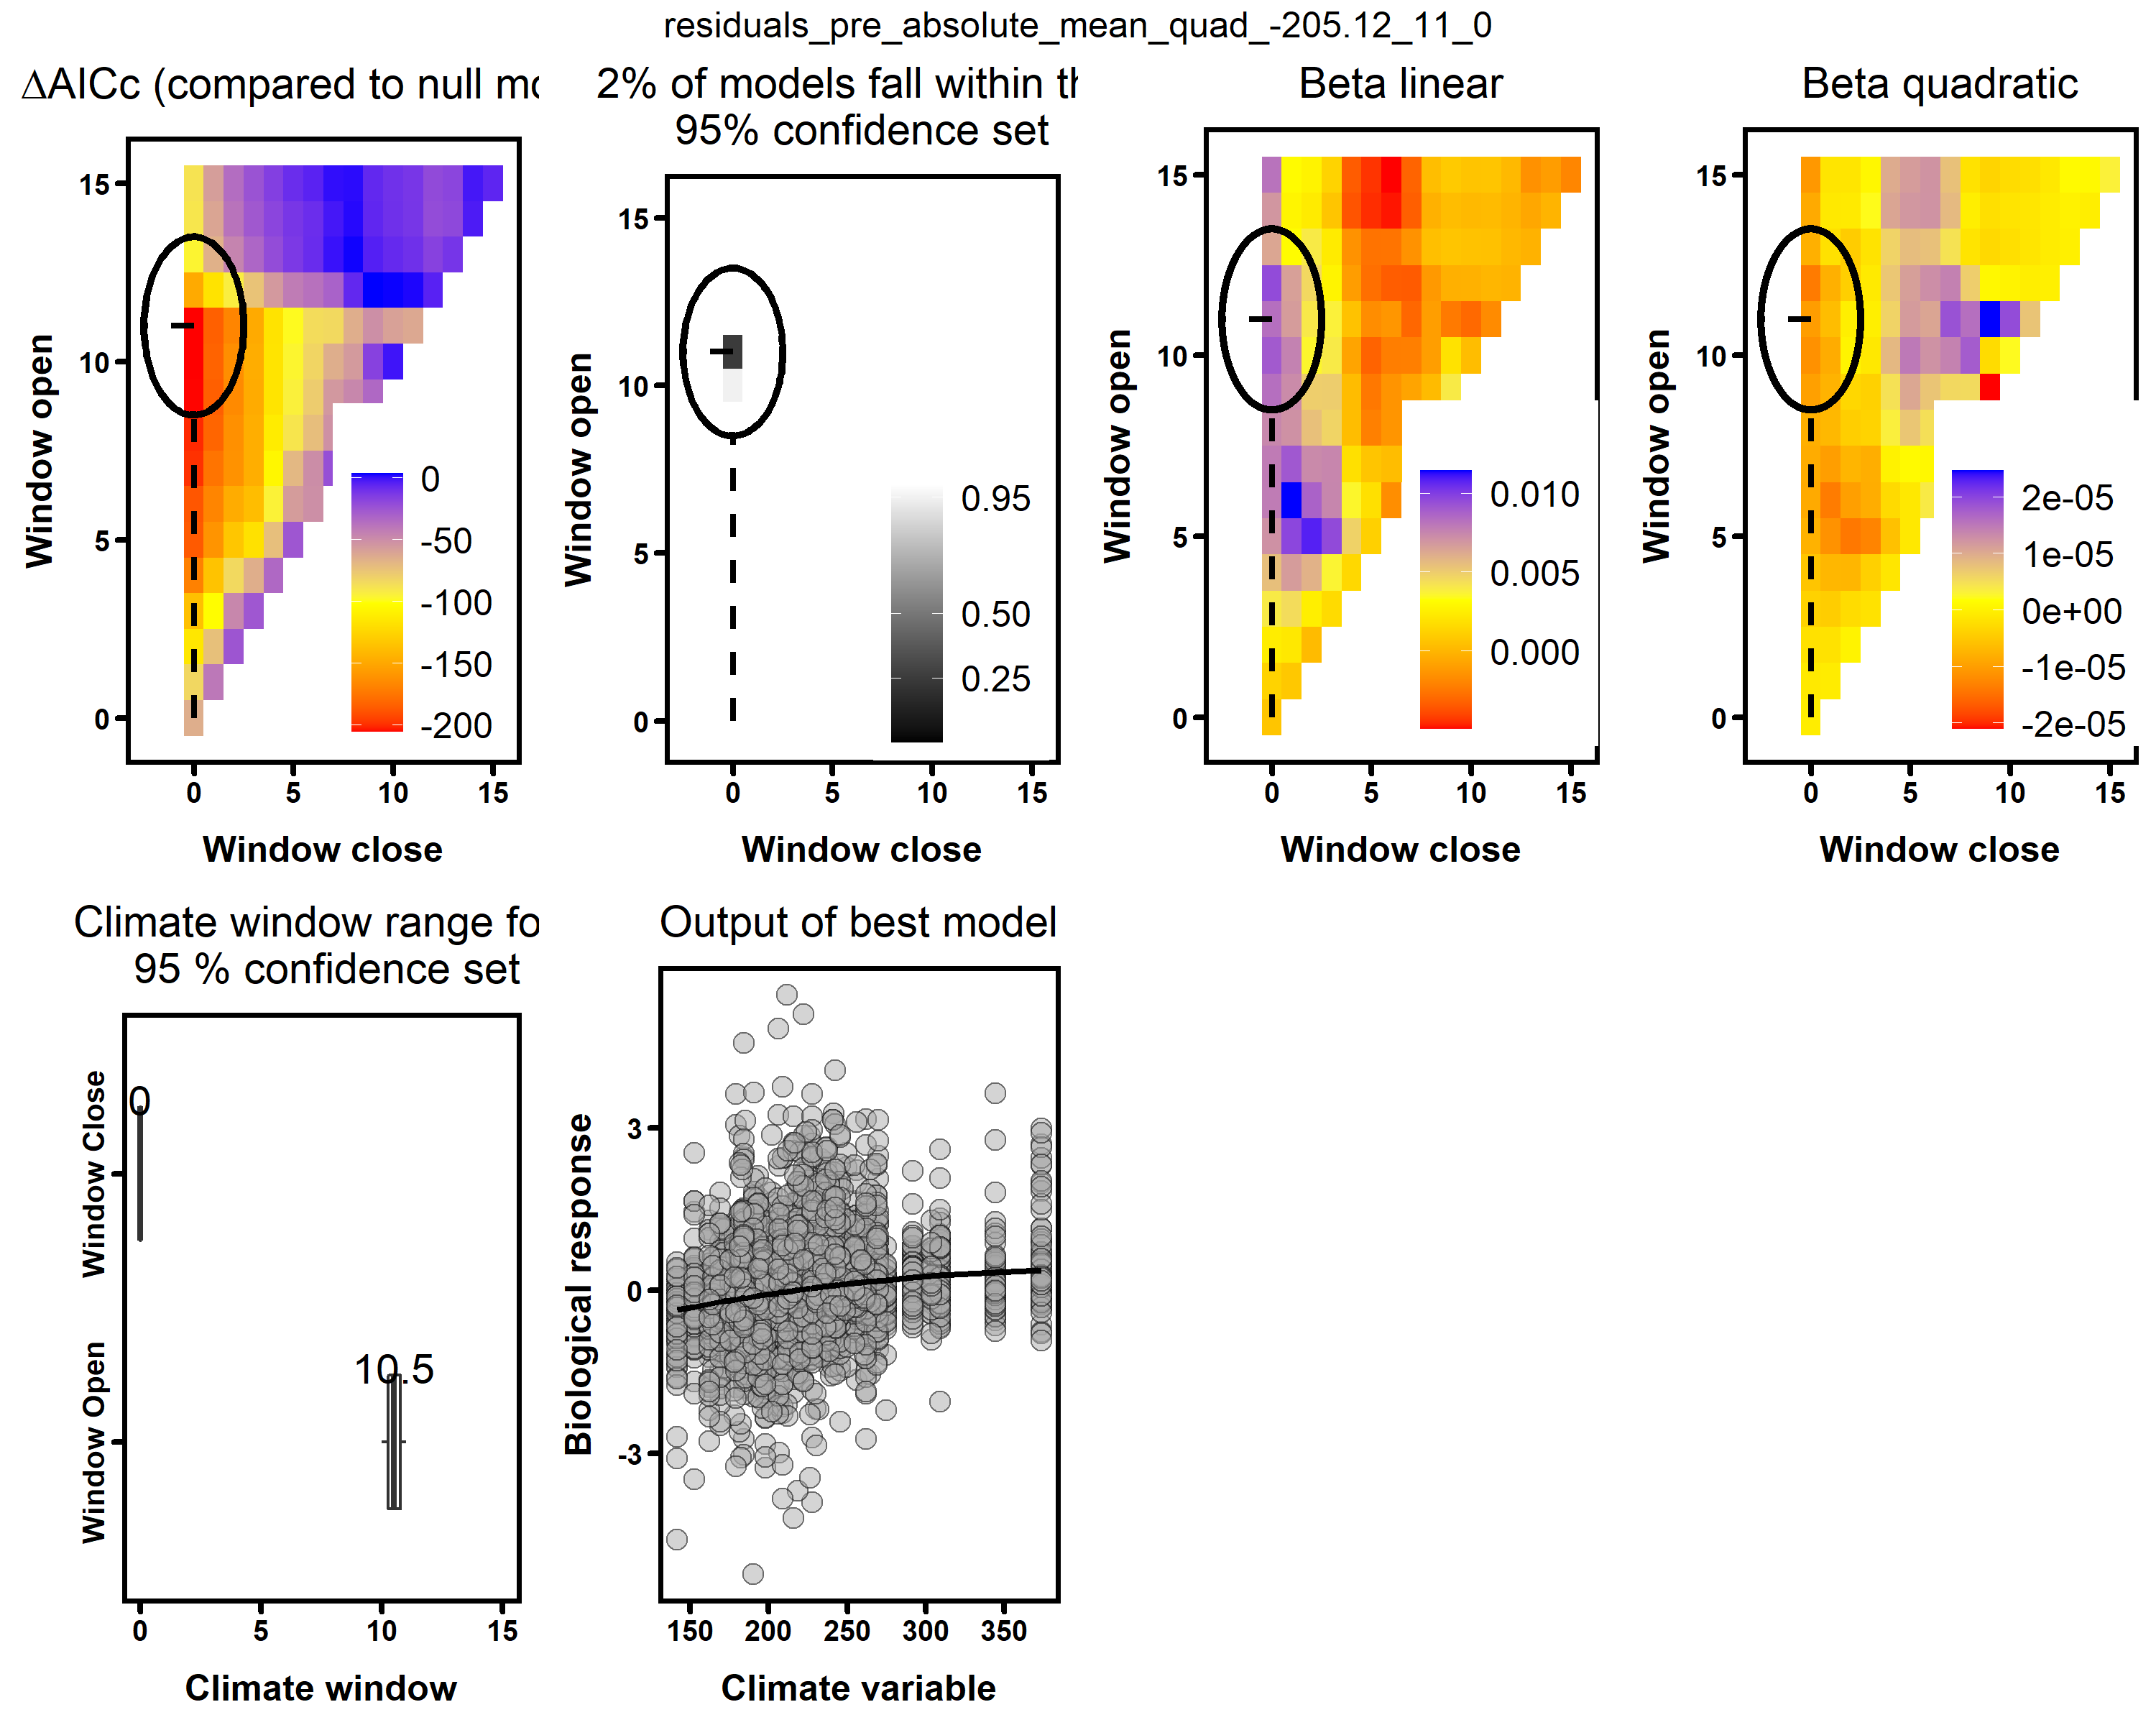 residuals_pre_absolute_mean_quad_-205.12_11_0
ΔAICc (compared to null mo
2% of models fall within th
95% confidence set
Beta linear
Beta quadratic
Window open
15
10
5
0
0
-50
-100
-150
-200
0
5
10
15
Window close
Window open
15
10
5
0
0.95
0.50
0.25
0
5
10
15
Window close
Window open
15
10
5
0
0.010
0.005
0.000
0
5
10
15
Window close
Window open
15
10
5
0
2e-05
1e-05
0e+00
-1e-05
-2e-05
0
5
10
15
Window close
Climate window range fo
95 % confidence set
Window Close
Window Open
0
10.5
0
5
10
15
Climate window
Output of best model
Biological response
3
0
-3
150
200
250
300
350
Climate variable